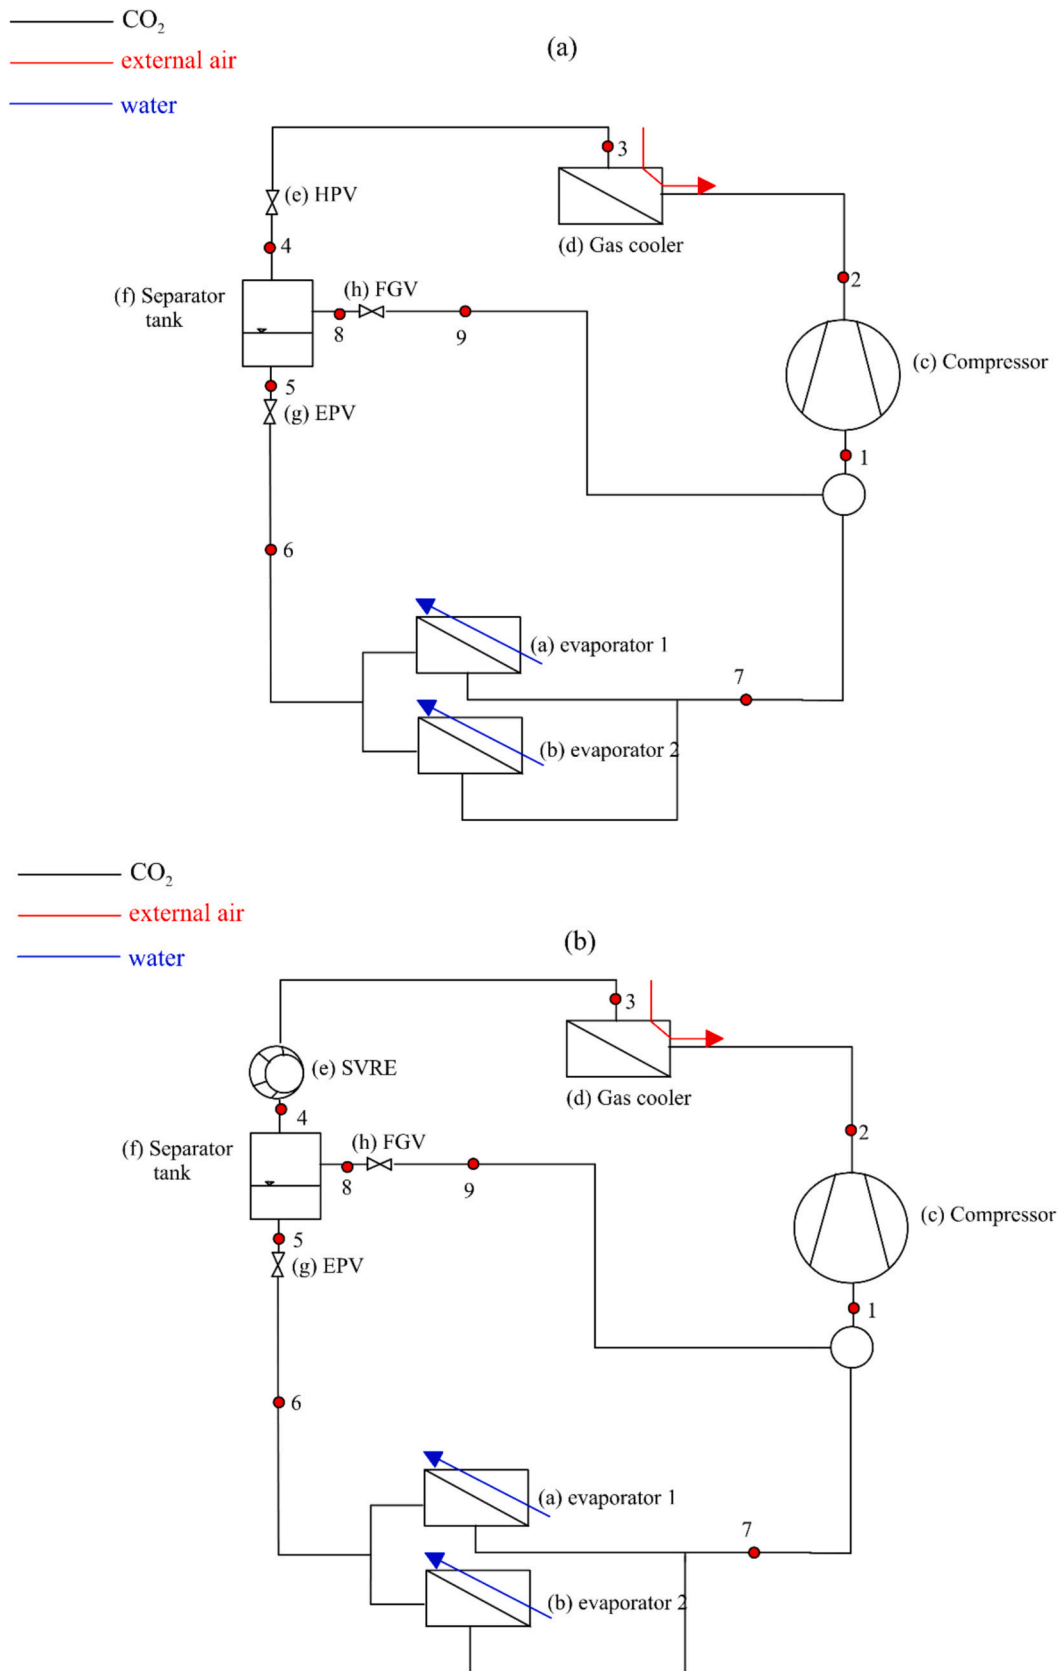 CO₂
(a)
external air
water
3
(e) HPV
4
(d) Gas cooler
2
(f) Separator
tank
(h) FGV
8
9
(c) Compressor
5
(g) EPV
1
6
(a) evaporator 1
7
(b) evaporator 2
CO₂
external air
(b)
water
3
(e) SVRE
4
(d) Gas cooler
2
(f) Separator
tank
(h) FGV
8
9
(c) Compressor
5
(g) EPV
1
6
(a) evaporator 1
7
(b) evaporator 2